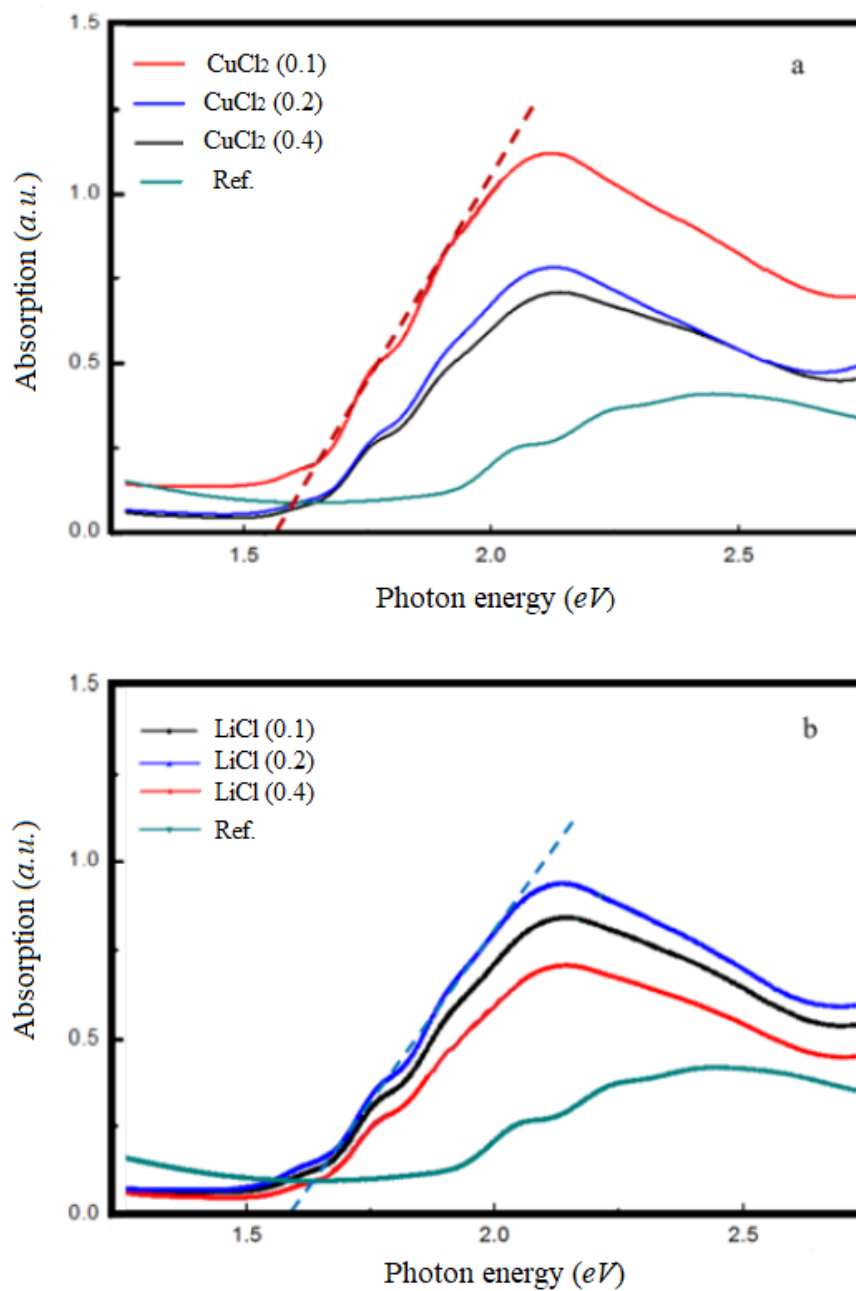 1.5
CuCl2 (0.1)
a
CuCl2 (0.2)
CuCl2 (0.4)
Ref.
1.0
Absorption (a.u.)
0.5
0.0
1.5 2.0 2.5
Photon energy (eV)
1.5
LiCl (0.1)
b
LiCl (0.2)
LiCl (0.4)
Ref.
1.0
Absorption (a.u.)
0.5
0.0
1.5 2.0 2.5
Photon energy (eV)